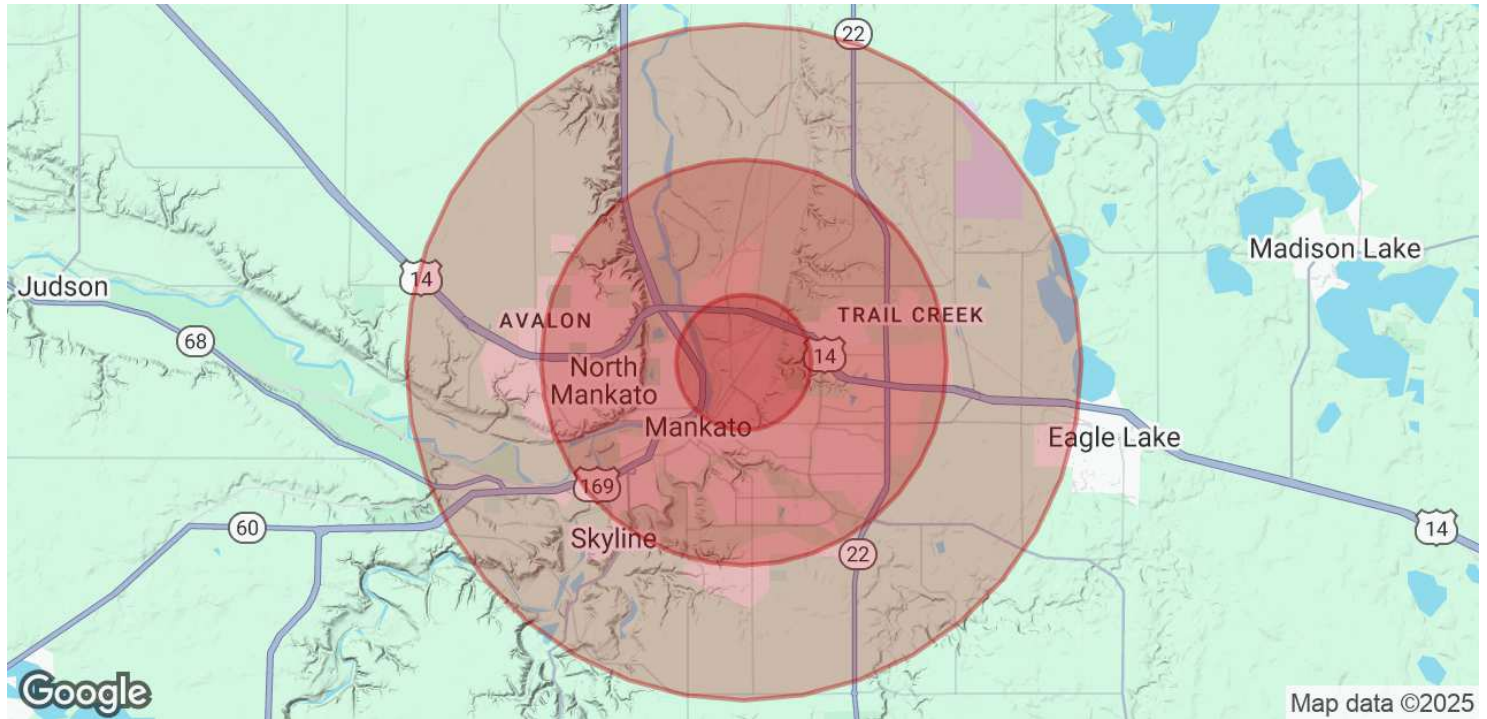 22
Madison Lake
14
Judson
AVALON
TRAIL CREEK
68
14
North
Mankato
Mankato
Eagle Lake
169
60
14
Skyline
22
Google
Map data ©2025